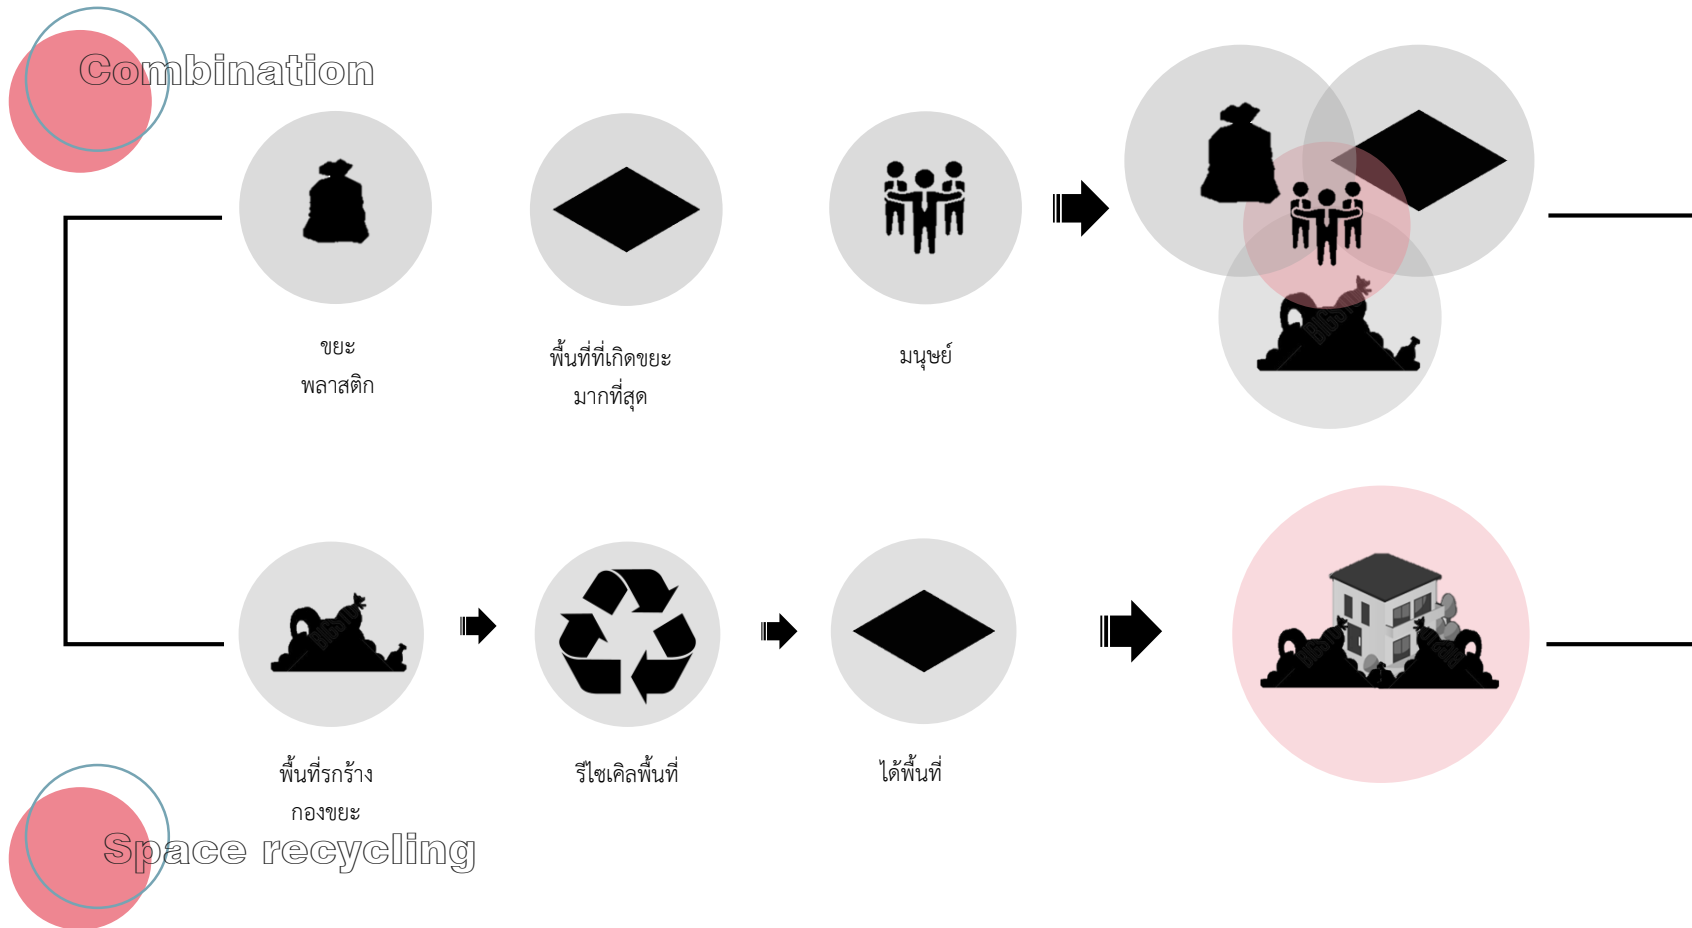 Combination
ขยะ
พลาสติก
พื้นที่ที่เกิดขยะ
มากที่สุด
มนุษย์
พื้นที่รกร้าง
กองขยะ
รีไซเคิลพื้นที่
ได้พื้นที่
Space recycling